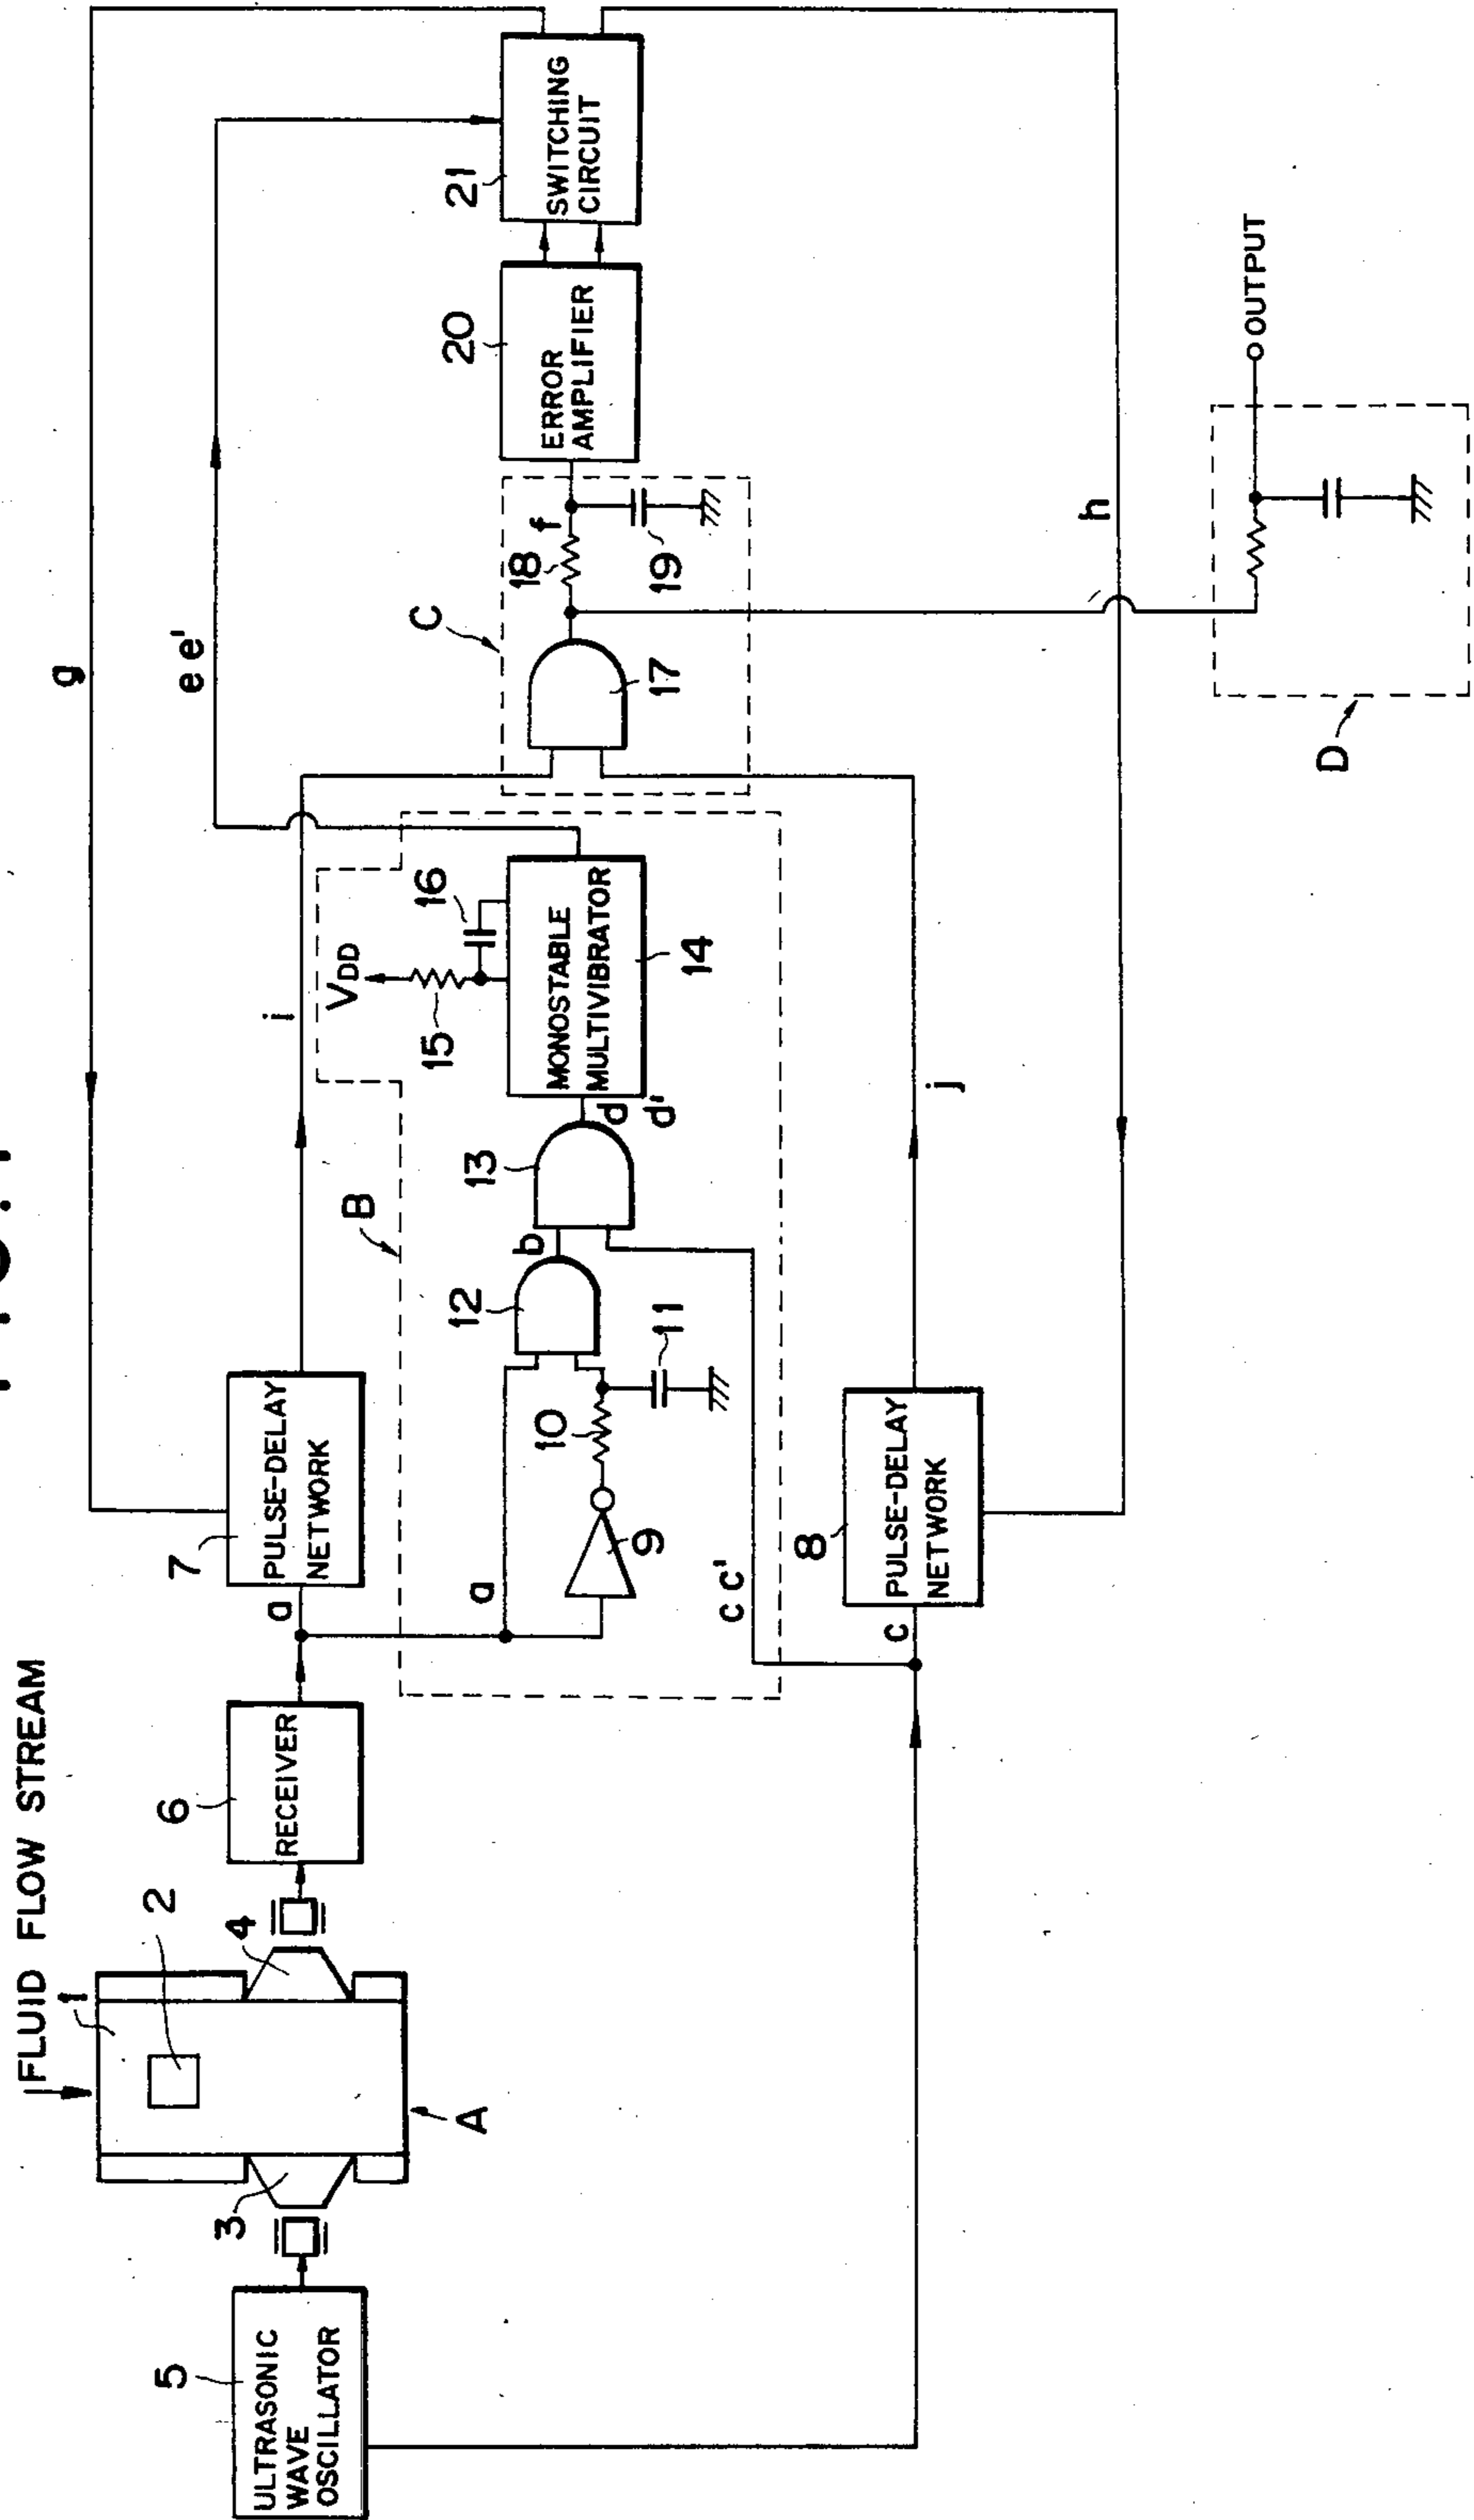 FLUID FLOW STREAM
1
2
3
4
A
5
ULTRASONIC
WAVE
OSCILLATOR
6
RECEIVER
a
7
PULSE-DELAY
NETWORK
g
e e'
i
B
a
9
10
11
12
b
13
d
d'
c c'
VDD
15
16
MONOSTABLE
MULTIVIBRATOR
14
c
8
PULSE-DELAY
NETWORK
j
h
C
17
18
f
19
20
ERROR
AMPLIFIER
21
SWITCHING
CIRCUIT
D
OUTPUT